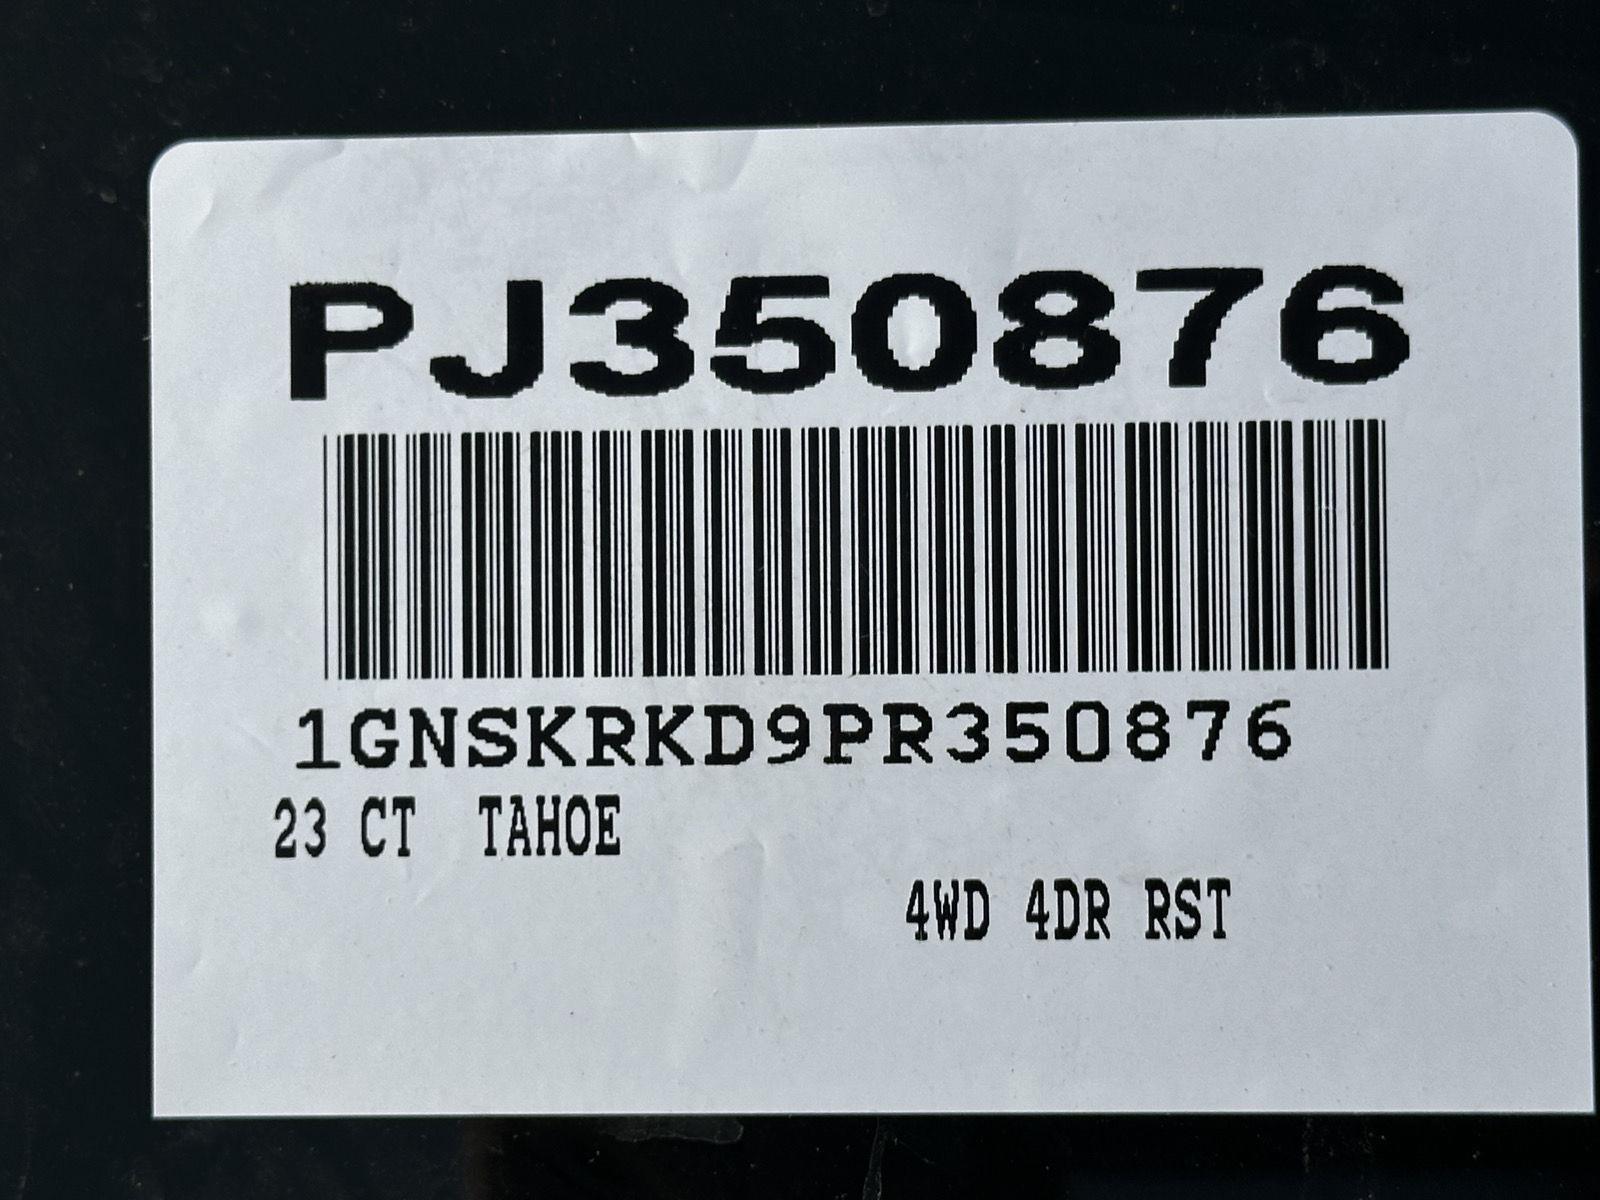 PJ350876
1GNSKRKD9PR350876
23 CT TAHOE
4WD 4DR RST